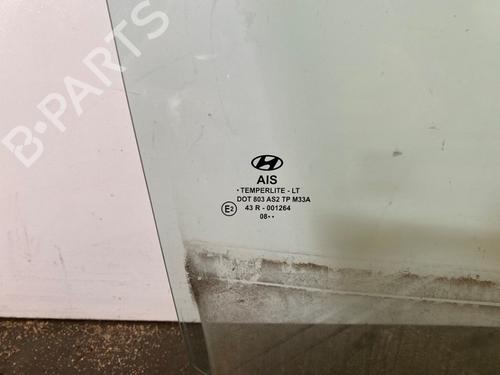 B-PARTS
AIS
• TEMPERLITE - LT
DOT 803 AS2 TP M33A
E2 43 R - 001264
08• •